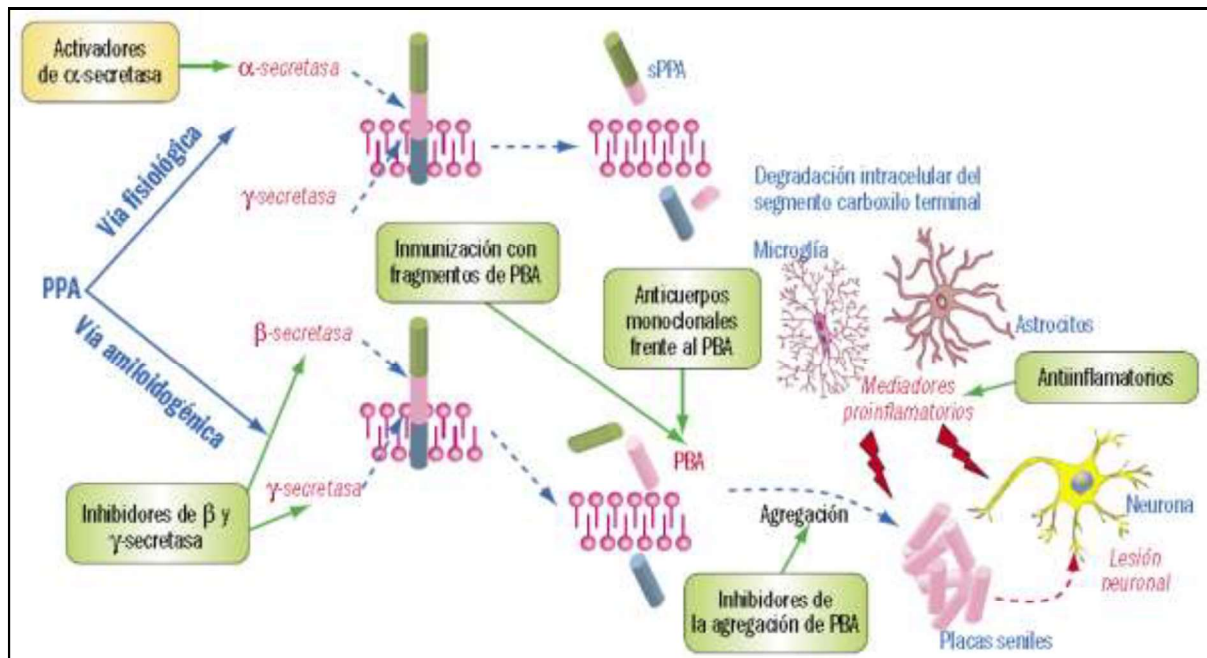 Activadores
de α-secretasa
α-secretasa
sPPA
Vía fisiológica
γ-secretasa
Degradación intracelular del
segmento carboxilo terminal
Microglía
Inmunización con
fragmentos de PBA
PPA
Anticuerpos
monoclonales
frente al PBA
Astrocitos
Vía amiloidogénica
β-secretasa
Antiinflamatorios
Mediadores
proinflamatorios
PBA
γ-secretasa
Inhibidores de β y
γ-secretasa
Agregación
Neurona
Lesión
neuronal
Inhibidores de
la agregación de PBA
Placas seniles